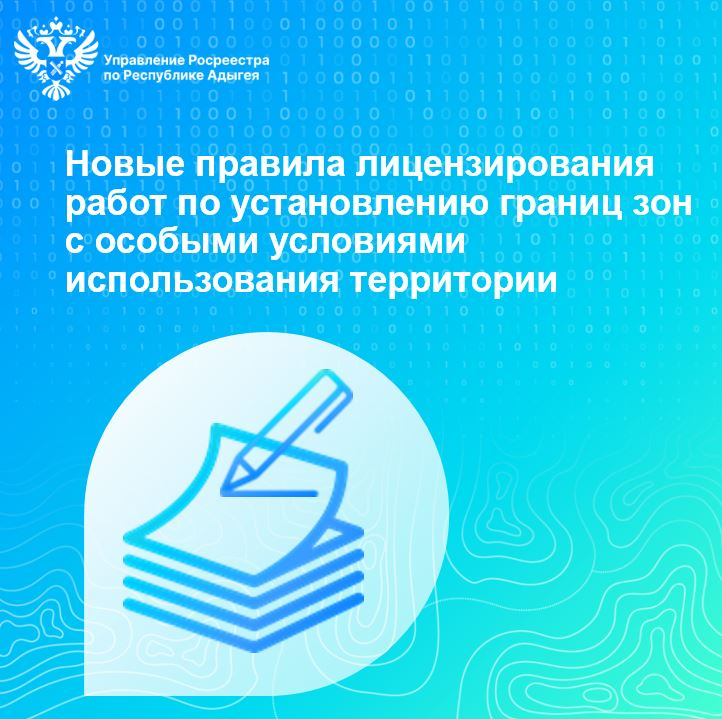 Управление Росреестра
по Республике Адыгея
Новые правила лицензирования
работ по установлению границ зон
с особыми условиями
использования территории